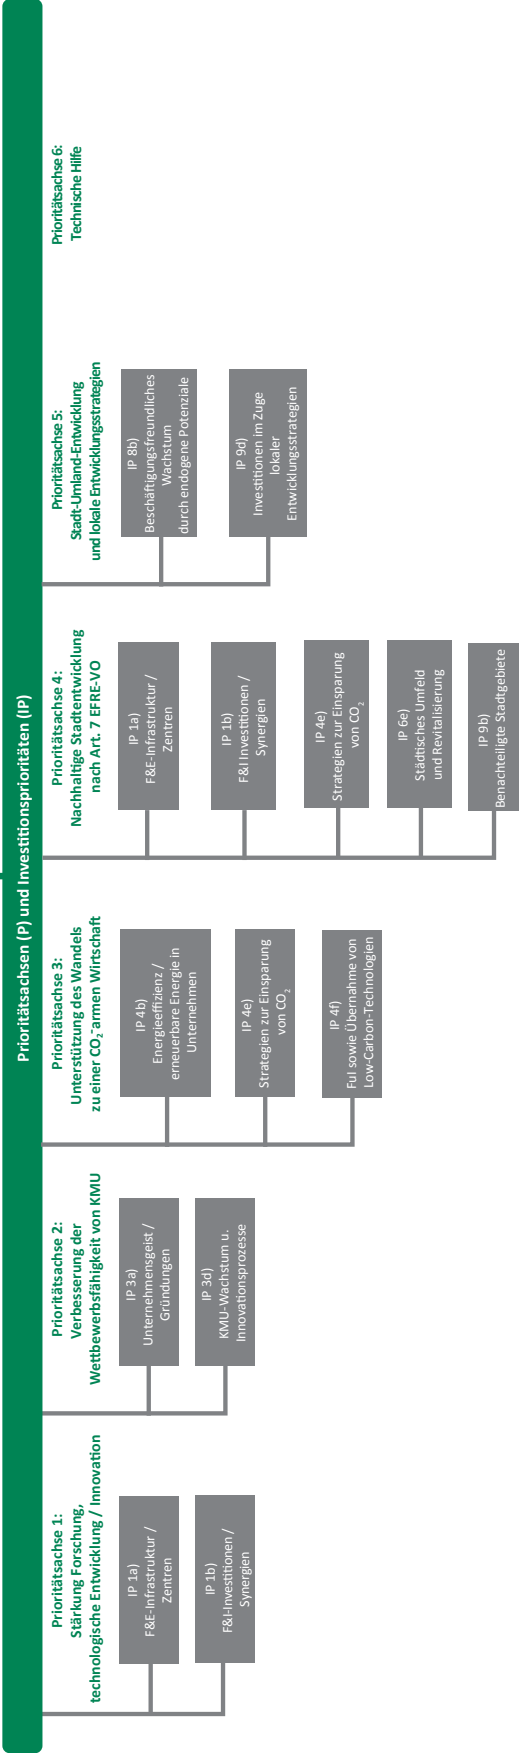 Prioritätsachsen (P) und Investitionsprioritäten (IP)
Prioritätsachse 1:
Stärkung Forschung,
technologische Entwicklung / Innovation
IP 1a)
F&E-Infrastruktur /
Zentren
IP 1b)
F&I-Investitionen /
Synergien
Prioritätsachse 2:
Verbesserung der
Wettbewerbsfähigkeit von KMU
IP 3a)
Unternehmensgeist /
Gründungen
IP 3d)
KMU-Wachstum u.
Innovationsprozesse
Prioritätsachse 3:
Unterstützung des Wandels
zu einer CO₂-armen Wirtschaft
IP 4b)
Energieeffizienz /
erneuerbare Energie in
Unternehmen
IP 4e)
Strategien zur Einsparung
von CO₂
IP 4f)
FuI sowie Übernahme von
Low-Carbon-Technologien
Prioritätsachse 4:
Nachhaltige Stadtentwicklung
nach Art. 7 EFRE-VO
IP 1a)
F&E-Infrastruktur /
Zentren
IP 1b)
F&I Investitionen /
Synergien
IP 4e)
Strategien zur Einsparung
von CO₂
IP 6e)
Städtisches Umfeld
und Revitalisierung
IP 9b)
Benachteiligte Stadtgebiete
Prioritätsachse 5:
Stadt-Umland-Entwicklung
und lokale Entwicklungsstrategien
IP 8b)
Beschäftigungsfreundliches
Wachstum
durch endogene Potenziale
IP 9d)
Investitionen im Zuge
lokaler
Entwicklungsstrategien
Prioritätsachse 6:
Technische Hilfe